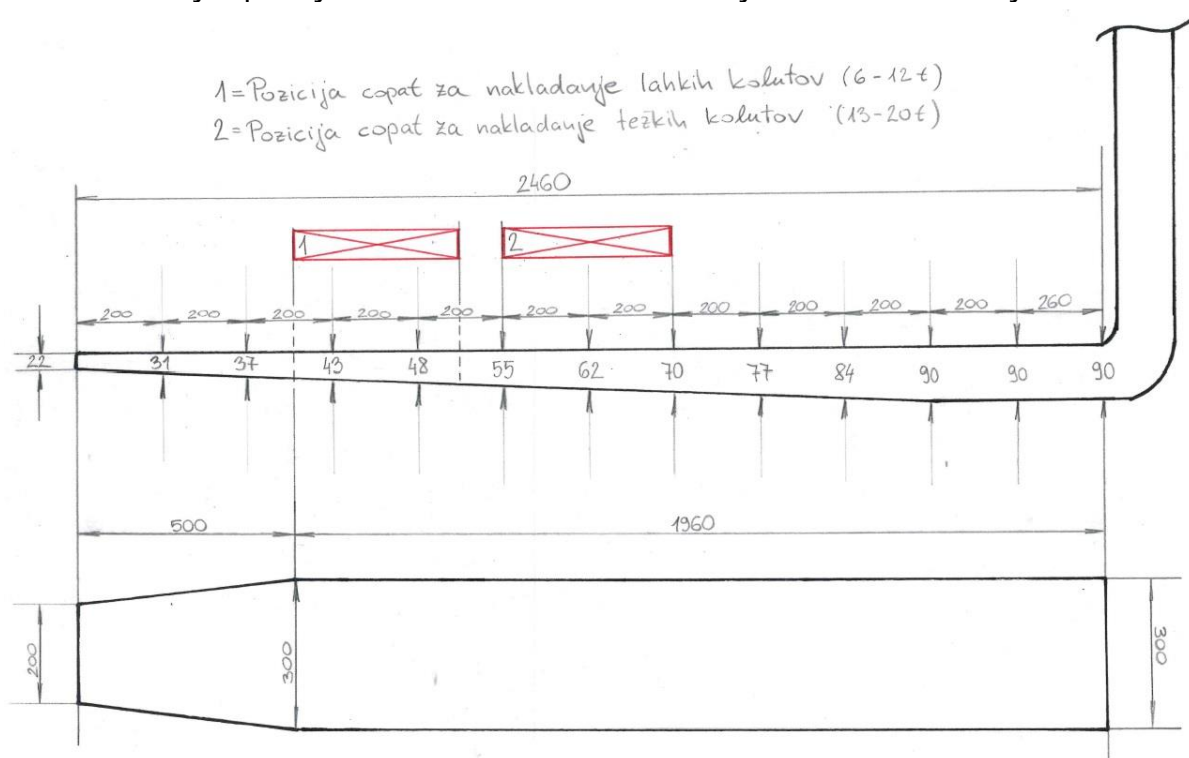 1=Pozicija copat za nakladanje lahkih kolutov (6-12t)
2=Pozicija copat za nakladanje težkih kolutov (13-20t)
2460
1 2
200 200 200 200 200 200 200 200 200 200 200 260
22 31 37 43 48 55 62 70 77 84 90 90 90
500 1960
200 300 300